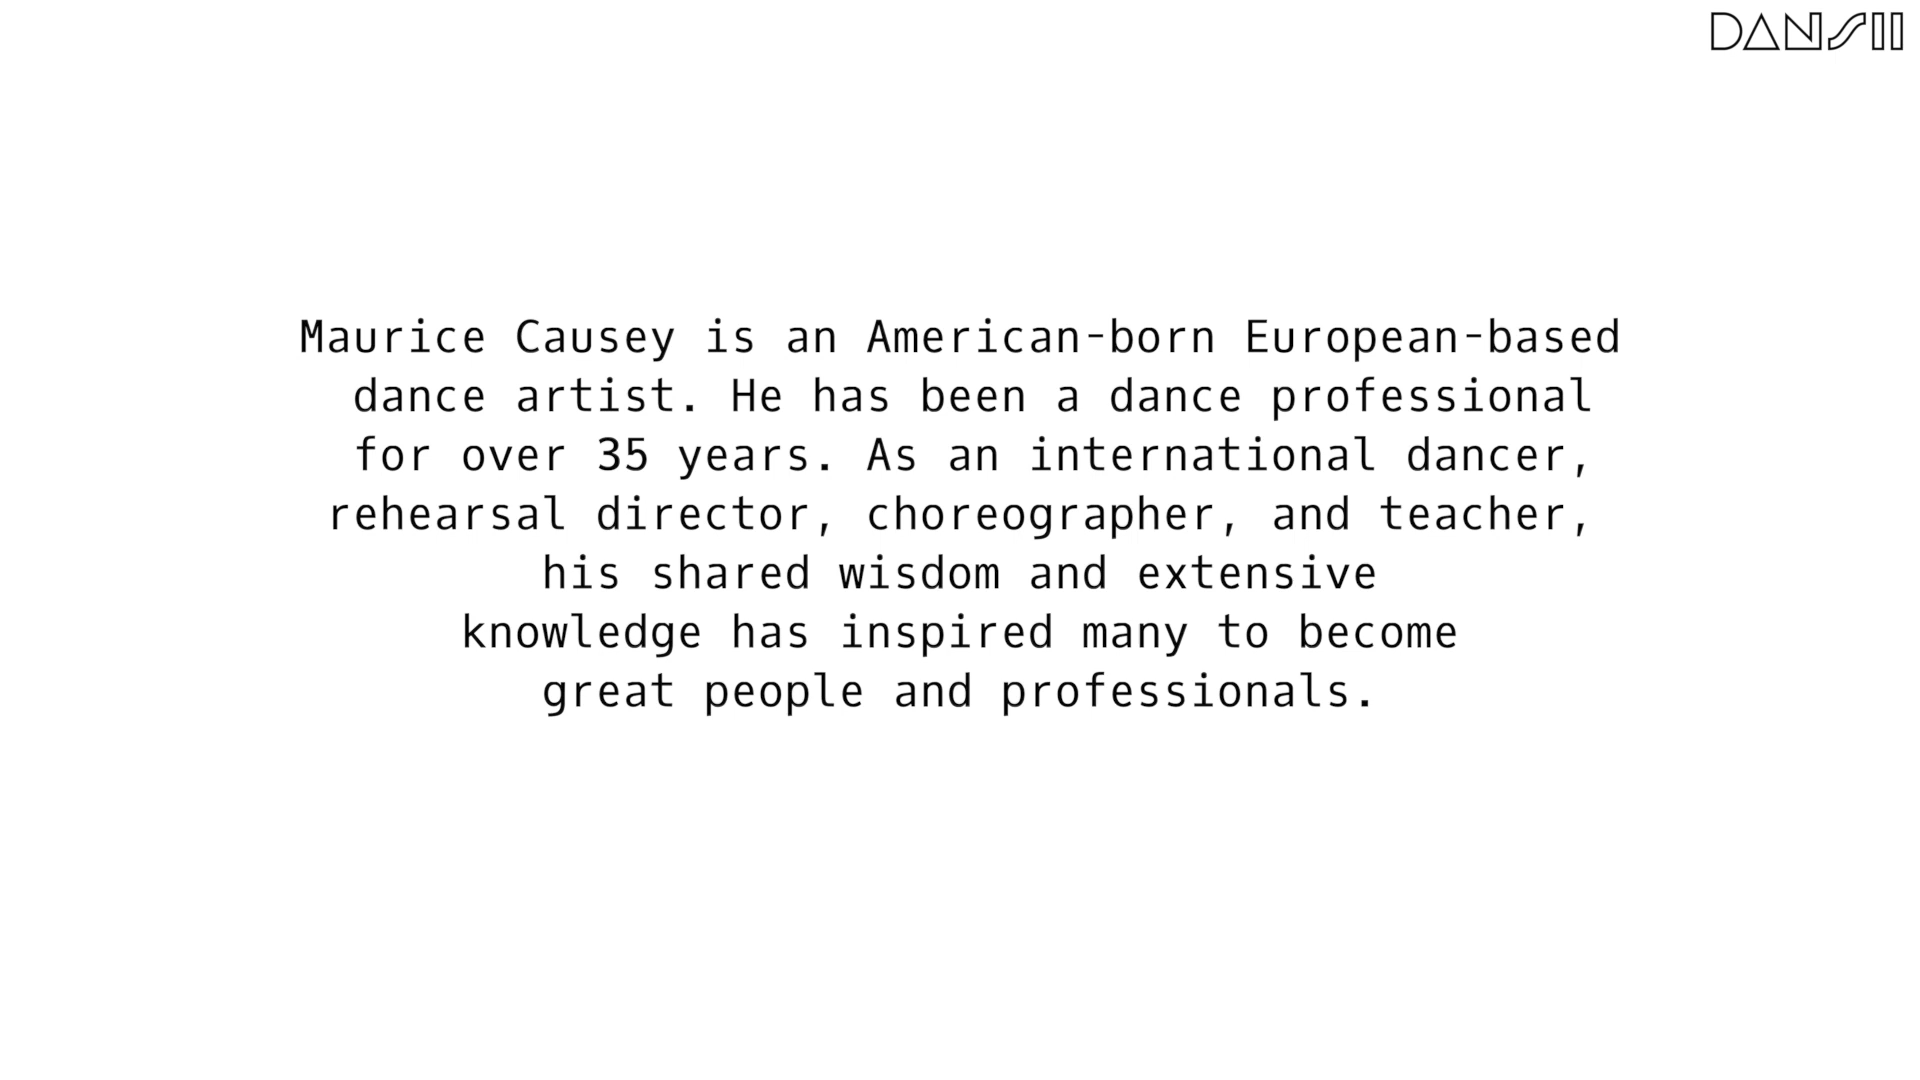 DANSII
Maurice Causey is an American-born European-based
dance artist. He has been a dance professional
for over 35 years. As an international dancer,
rehearsal director, choreographer, and teacher,
his shared wisdom and extensive
knowledge has inspired many to become
great people and professionals.